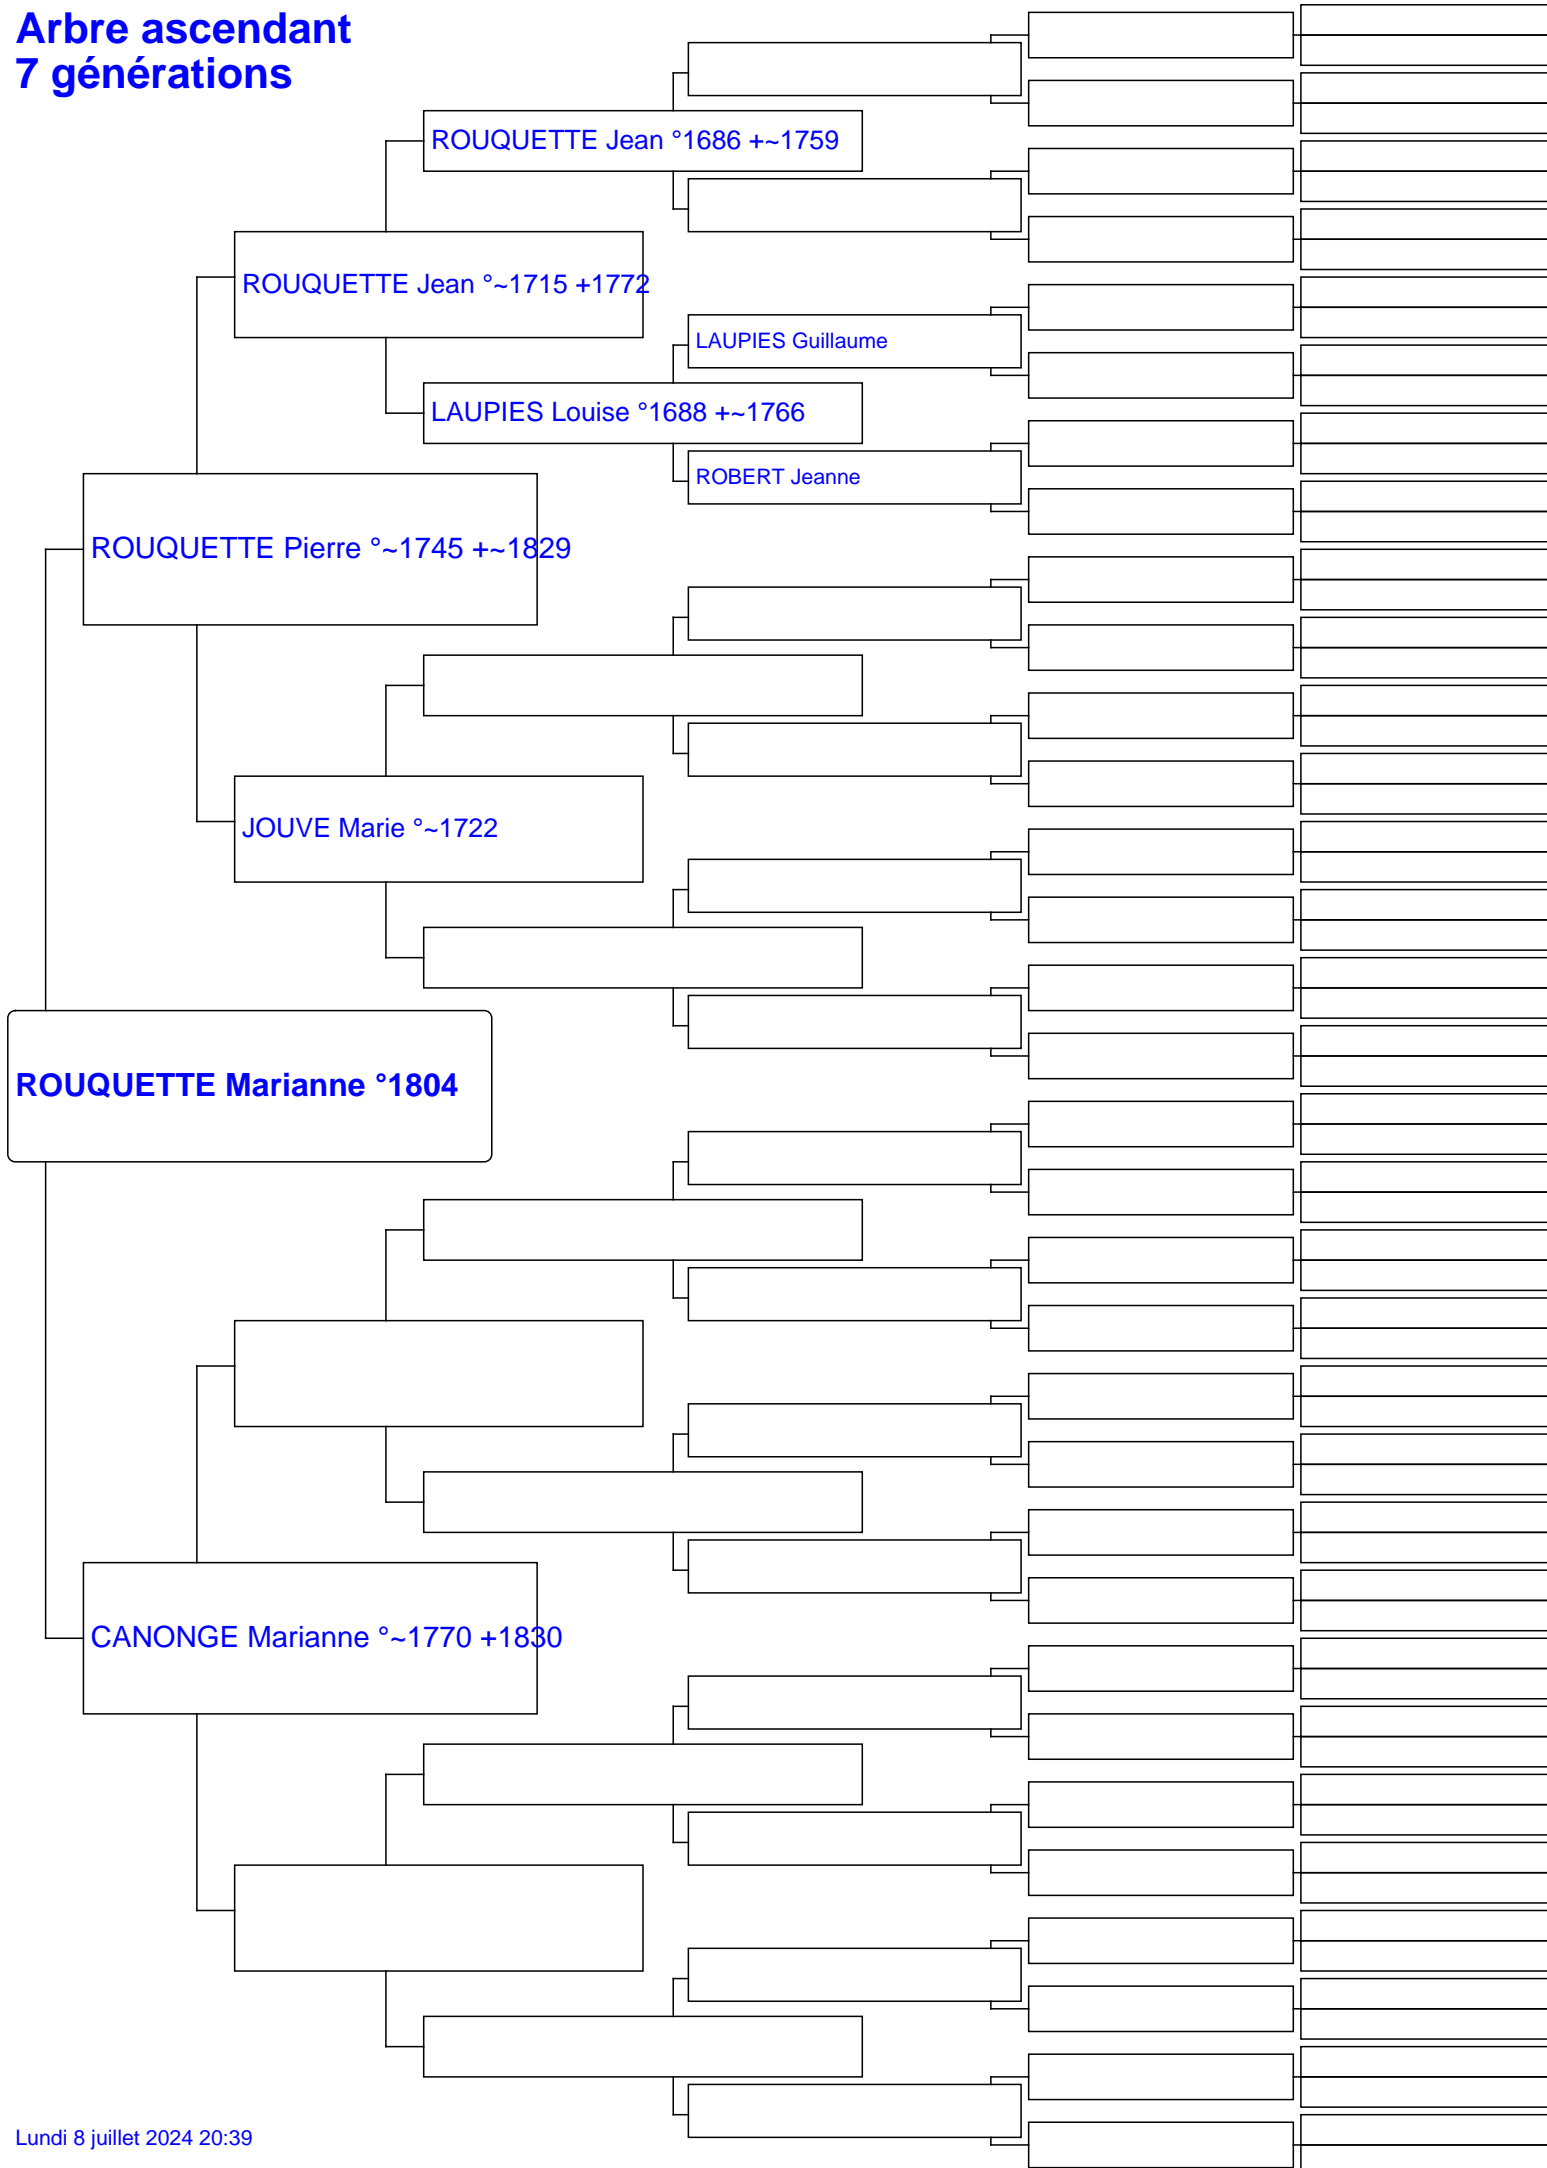 Arbre ascendant
7 générations
ROUQUETTE Jean °1686 +~1759
ROUQUETTE Jean °~1715 +1772
LAUPIES Guillaume
LAUPIES Louise °1688 +~1766
ROBERT Jeanne
ROUQUETTE Pierre °~1745 +~1829
JOUVE Marie °~1722
ROUQUETTE Marianne °1804
CANONGE Marianne °~1770 +1830
Lundi 8 juillet 2024 20:39